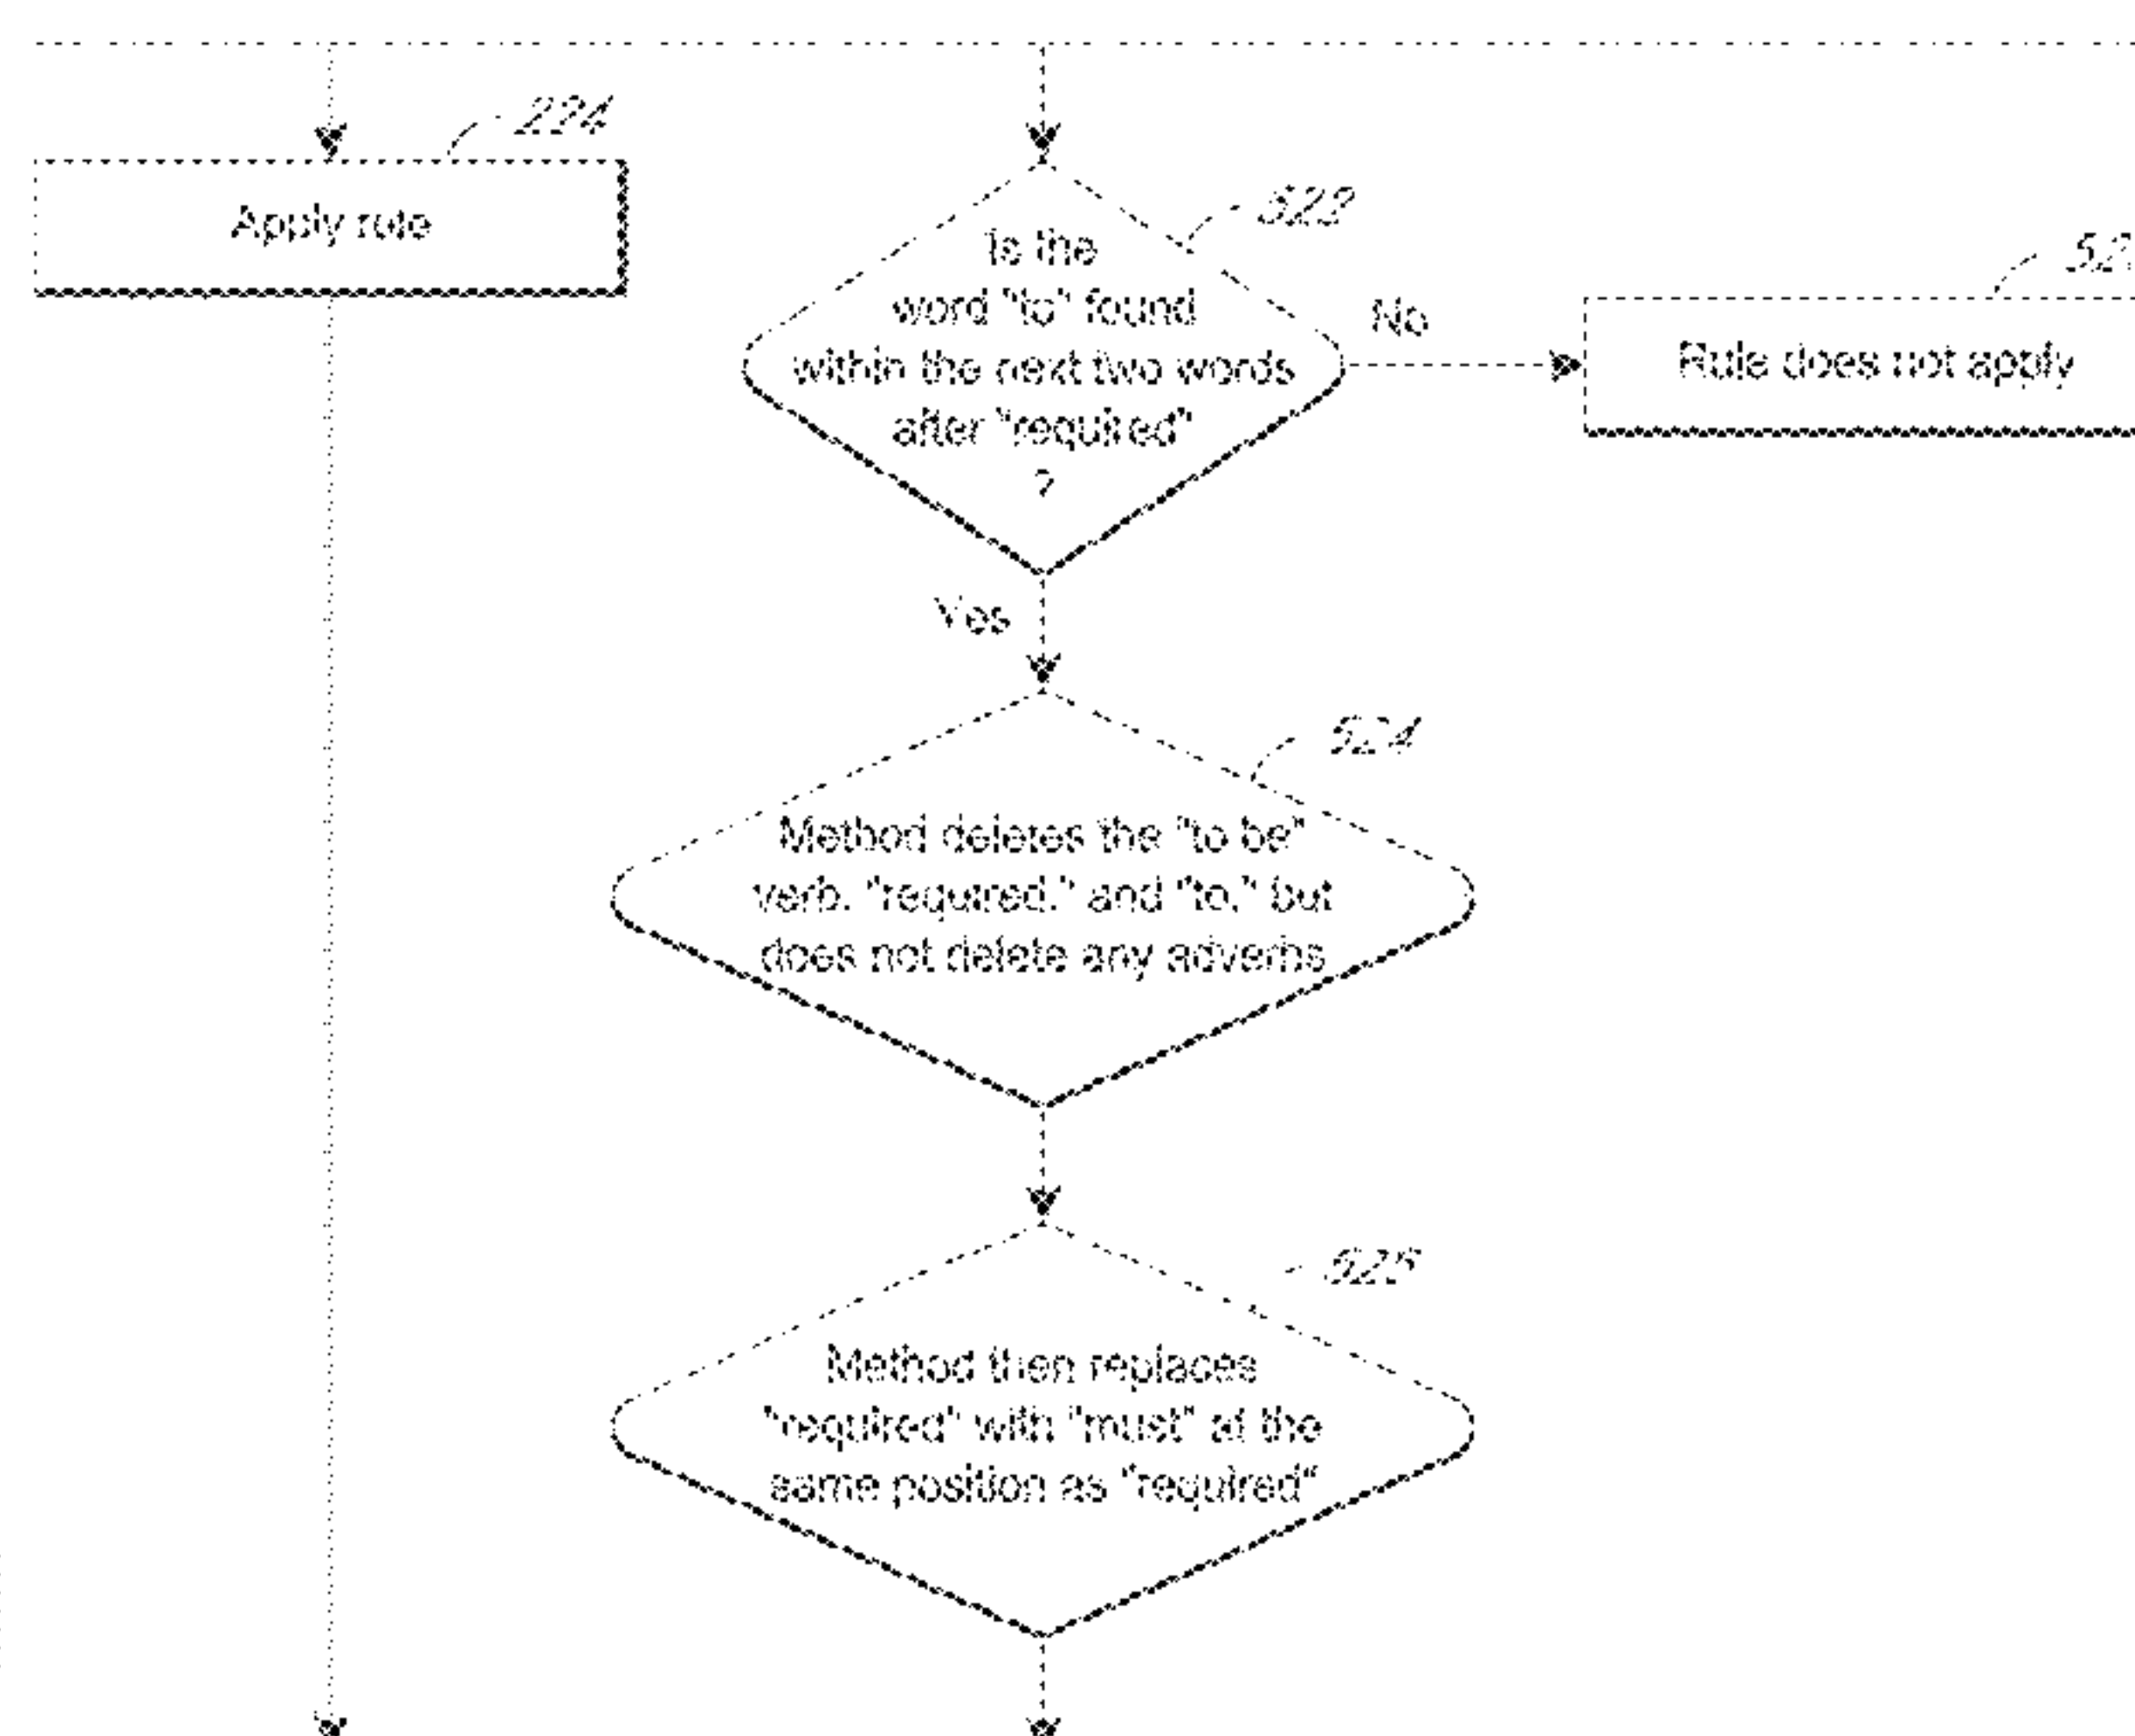 224
Apply rule
522
Is the
word "to" found
within the next two words
after "required"
?
No
Rule does not apply
Yes
524
Method deletes the "to be"
verb, "required," and "to," but
does not delete any adverbs
525
Method then replaces
"required" with "must" at the
same position as "required"